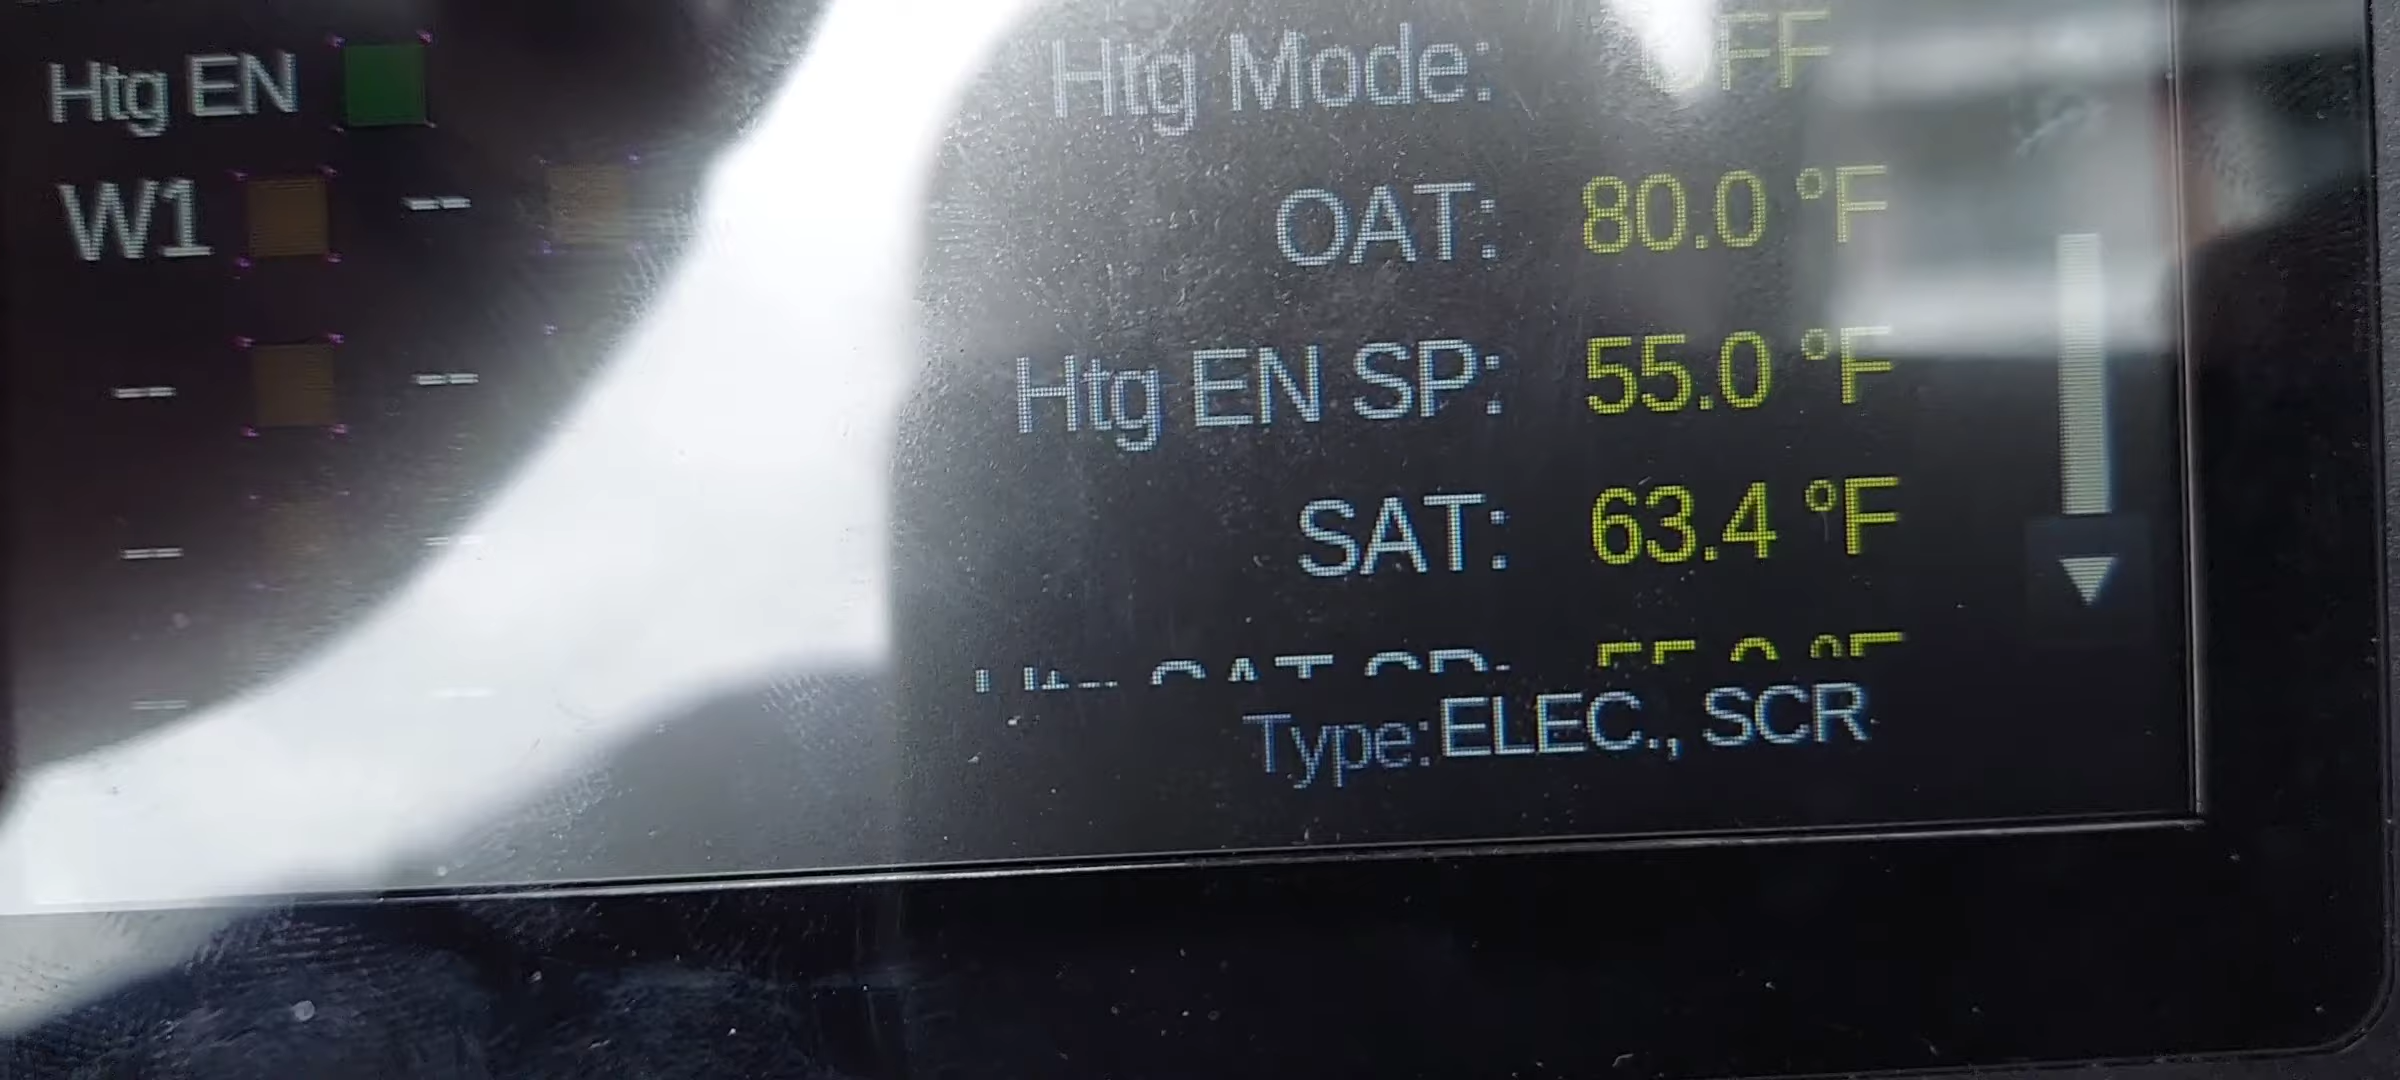 Htg EN
W1 --
-- --
-- --
-- --
Htg Mode: OFF
OAT: 80.0 °F
Htg EN SP: 55.0 °F
SAT: 63.4 °F
Type: ELEC., SCR